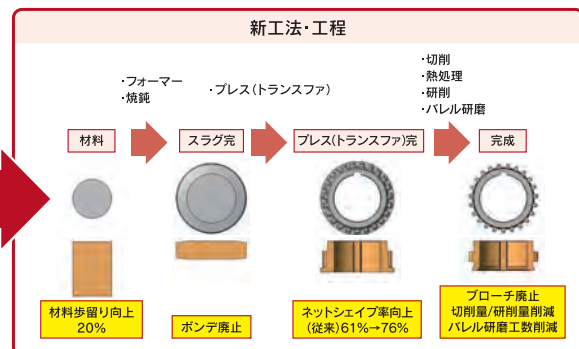 新工法・工程
・フォーマー
・焼鈍
・プレス(トランスファ)
・切削
・熱処理
・研削
・バレル研磨
材料
スラグ完
プレス(トランスファ)完
完成
材料歩留り向上
20%
ボンデ廃止
ネットシェイプ率向上
(従来)61%→76%
ブローチ廃止
切削量/研削量削減
バレル研磨工数削減